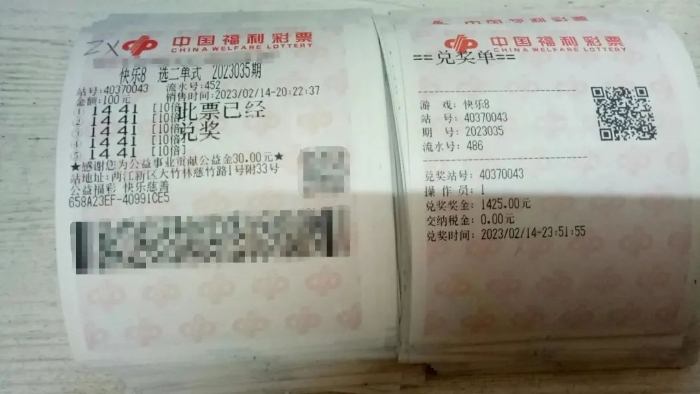 ZX 中国福利彩票
CHINA WELFARE LOTTERY
快乐8 选二单式 2023035期
站号:40370043 流水号:452
金额:100元 销售时间:2023/02/14-20:22:37
① 14 41 [10倍]
② 14 41 [10倍]
③ 14 41 [10倍]
④ 14 41 [10倍]
⑤ 14 41 [10倍]
此票已经
兑奖
★感谢您为公益事业贡献公益金30.00元★
站地址:两江新区大竹林慈竹路1号附33号
公益福彩 快乐慈善
658A23EF-40991CE5
中国福利彩票
CHINA WELFARE LOTTERY
==兑奖单==
游 戏: 快乐8
站 号: 40370043
期 号: 2023035
流水号: 486
兑奖站号: 40370043
操 作 员: 1
兑奖奖金: 1425.00元
交纳税金: 0.00元
兑奖时间: 2023/02/14-23:51:55